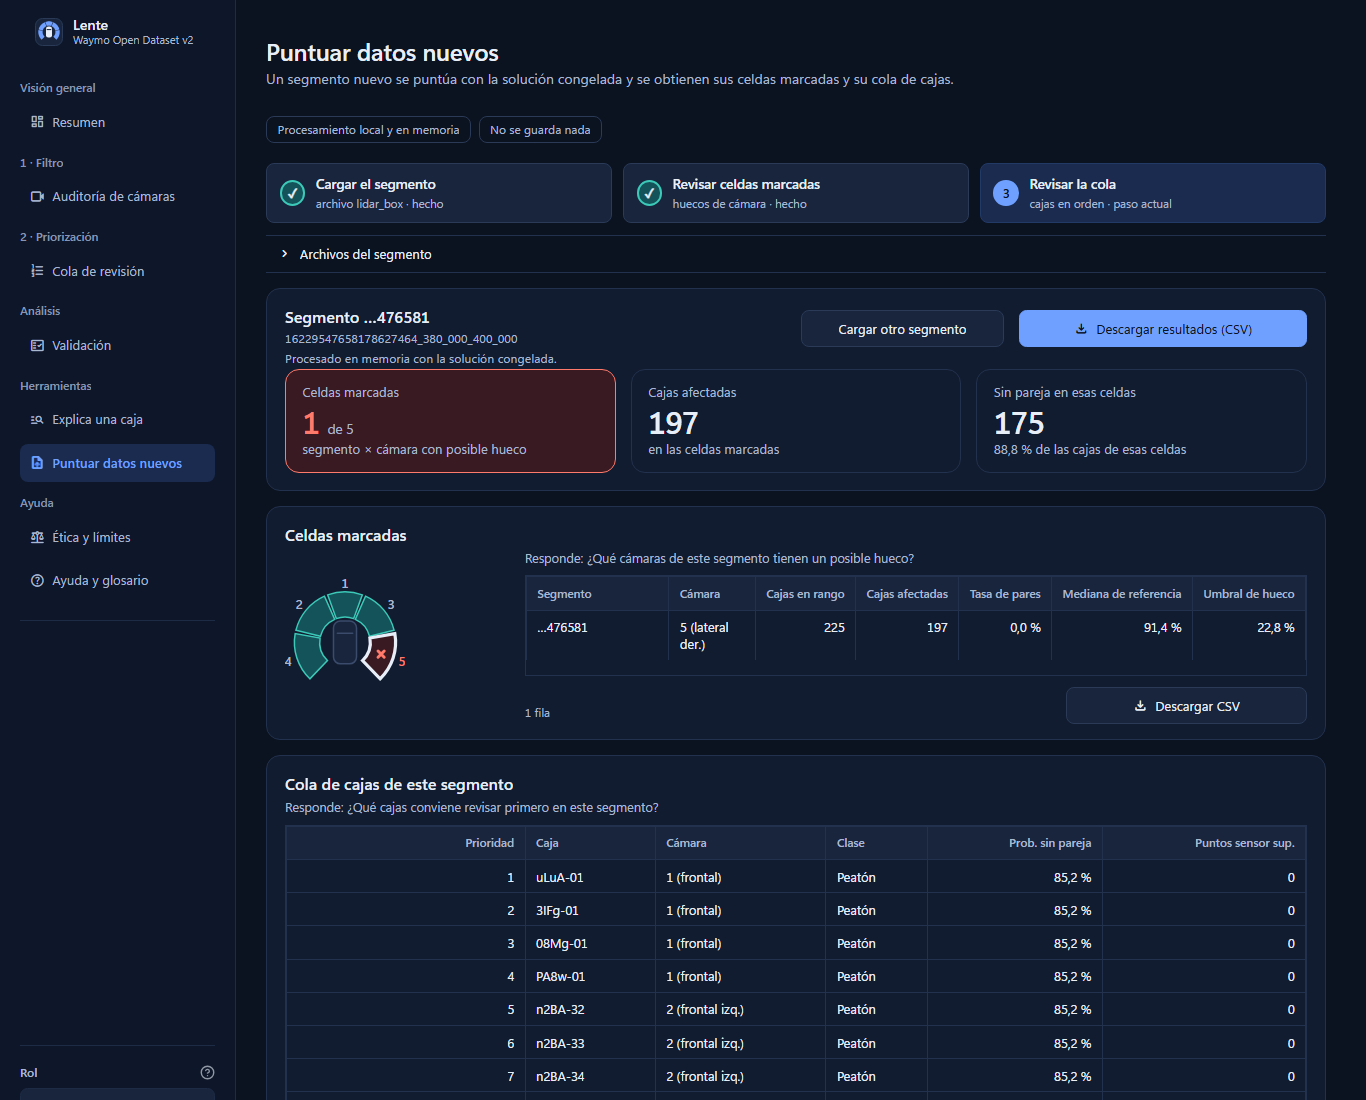 Lente
Waymo Open Dataset v2
Visión general
Resumen
1 · Filtro
Auditoría de cámaras
2 · Priorización
Cola de revisión
Análisis
Validación
Herramientas
Explica una caja
Puntuar datos nuevos
Ayuda
Ética y límites
Ayuda y glosario
Rol
Puntuar datos nuevos
Un segmento nuevo se puntúa con la solución congelada y se obtienen sus celdas marcadas y su cola de cajas.
Procesamiento local y en memoria
No se guarda nada
Cargar el segmento
archivo lidar_box · hecho
Revisar celdas marcadas
huecos de cámara · hecho
3
Revisar la cola
cajas en orden · paso actual
Archivos del segmento
Segmento …476581
16229547658178627464_380_000_400_000
Procesado en memoria con la solución congelada.
Cargar otro segmento
Descargar resultados (CSV)
Celdas marcadas
1 de 5
segmento × cámara con posible hueco
Cajas afectadas
197
en las celdas marcadas
Sin pareja en esas celdas
175
88,8 % de las cajas de esas celdas
Celdas marcadas
1
2
3
4
5
Responde: ¿Qué cámaras de este segmento tienen un posible hueco?
Segmento Cámara Cajas en rango Cajas afectadas Tasa de pares Mediana de referencia Umbral de hueco
…476581 5 (lateral der.) 225 197 0,0 % 91,4 % 22,8 %
1 fila
Descargar CSV
Cola de cajas de este segmento
Responde: ¿Qué cajas conviene revisar primero en este segmento?
Prioridad Caja Cámara Clase Prob. sin pareja Puntos sensor sup.
1 uLuA-01 1 (frontal) Peatón 85,2 % 0
2 3IFg-01 1 (frontal) Peatón 85,2 % 0
3 08Mg-01 1 (frontal) Peatón 85,2 % 0
4 PA8w-01 1 (frontal) Peatón 85,2 % 0
5 n2BA-32 2 (frontal izq.) Peatón 85,2 % 0
6 n2BA-33 2 (frontal izq.) Peatón 85,2 % 0
7 n2BA-34 2 (frontal izq.) Peatón 85,2 % 0